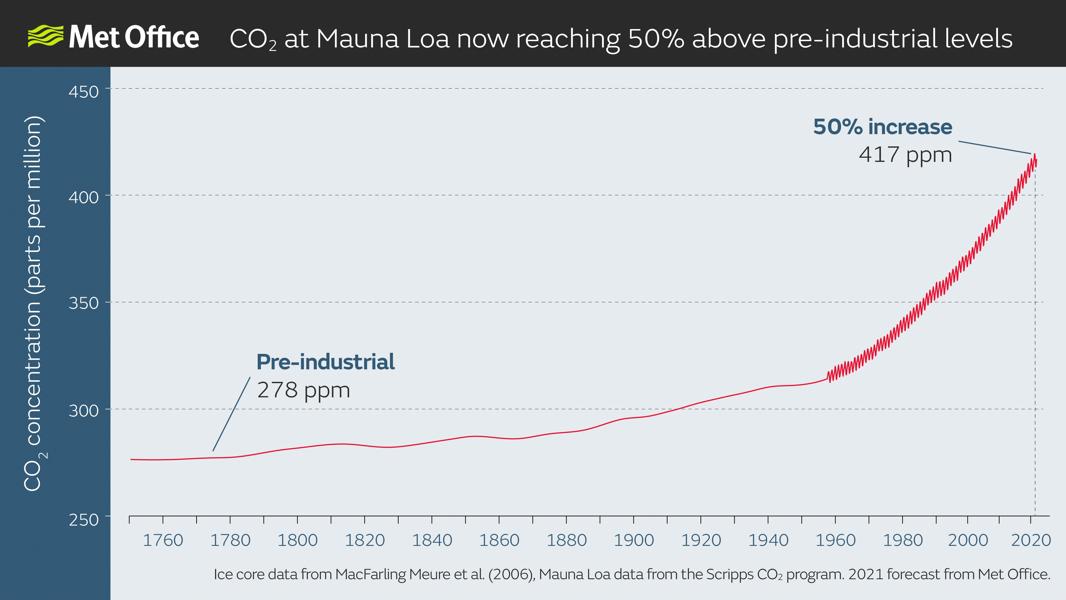 Met Office
CO₂ at Mauna Loa now reaching 50% above pre-industrial levels
CO₂ concentration (parts per million)
450
400
350
300
250
50% increase
417 ppm
Pre-industrial
278 ppm
1760 1780 1800 1820 1840 1860 1880 1900 1920 1940 1960 1980 2000 2020
Ice core data from MacFarling Meure et al. (2006), Mauna Loa data from the Scripps CO₂ program. 2021 forecast from Met Office.